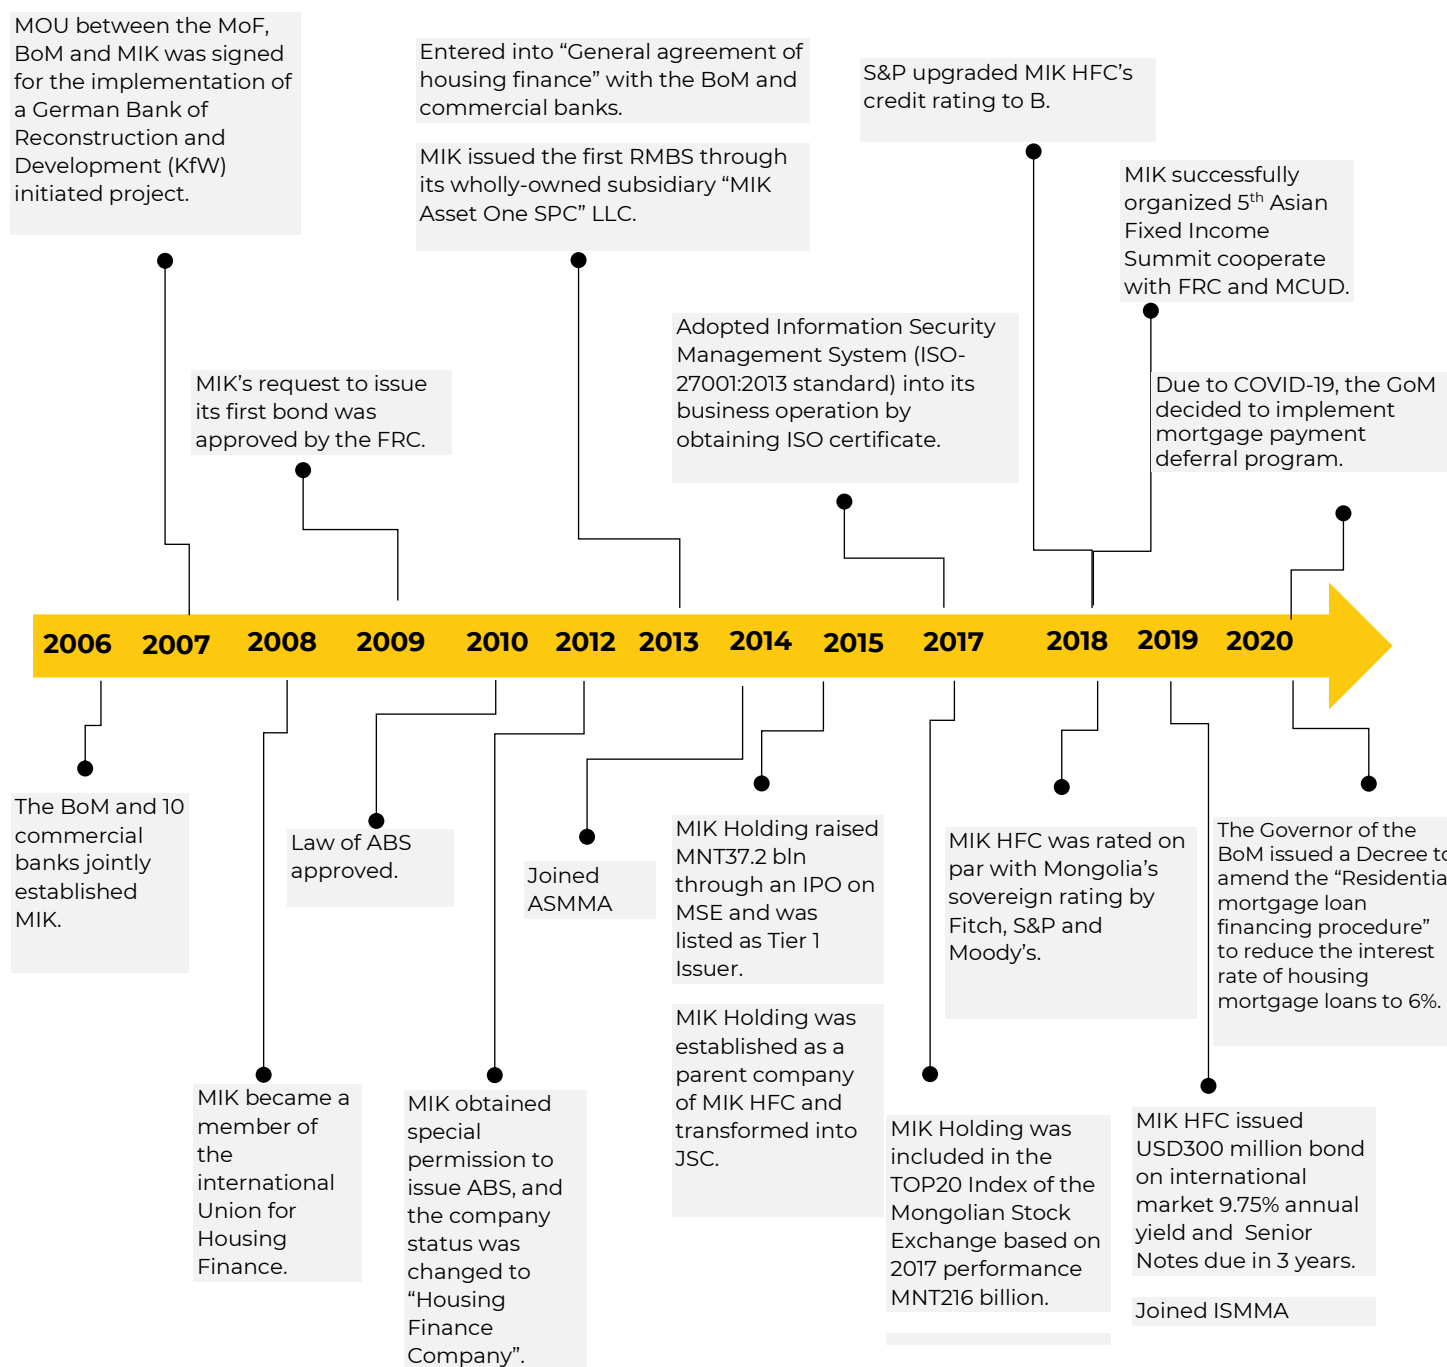 MOU between the MoF,
BoM and MIK was signed
for the implementation of
a German Bank of
Reconstruction and
Development (KfW)
initiated project.
Entered into “General agreement of
housing finance” with the BoM and
commercial banks.
MIK issued the first RMBS through
its wholly-owned subsidiary “MIK
Asset One SPC” LLC.
S&P upgraded MIK HFC’s
credit rating to B.
MIK successfully
organized 5th Asian
Fixed Income
Summit cooperate
with FRC and MCUD.
MIK’s request to issue
its first bond was
approved by the FRC.
Adopted Information Security
Management System (ISO-
27001:2013 standard) into its
business operation by
obtaining ISO certificate.
Due to COVID-19, the GoM
decided to implement
mortgage payment
deferral program.
2006 2007 2008 2009 2010 2012 2013 2014 2015 2017 2018 2019 2020
The BoM and 10
commercial
banks jointly
established
MIK.
Law of ABS
approved.
Joined
ASMMA
MIK Holding raised
MNT37.2 bln
through an IPO on
MSE and was
listed as Tier 1
Issuer.
MIK Holding was
established as a
parent company
of MIK HFC and
transformed into
JSC.
MIK HFC was rated on
par with Mongolia’s
sovereign rating by
Fitch, S&P and
Moody’s.
The Governor of the
BoM issued a Decree to
amend the “Residentia
mortgage loan
financing procedure”
to reduce the interest
rate of housing
mortgage loans to 6%.
MIK became a
member of
the
international
Union for
Housing
Finance.
MIK obtained
special
permission to
issue ABS, and
the company
status was
changed to
“Housing
Finance
Company”.
MIK Holding was
included in the
TOP20 Index of the
Mongolian Stock
Exchange based on
2017 performance
MNT216 billion.
MIK HFC issued
USD300 million bond
on international
market 9.75% annual
yield and Senior
Notes due in 3 years.
Joined ISMMA